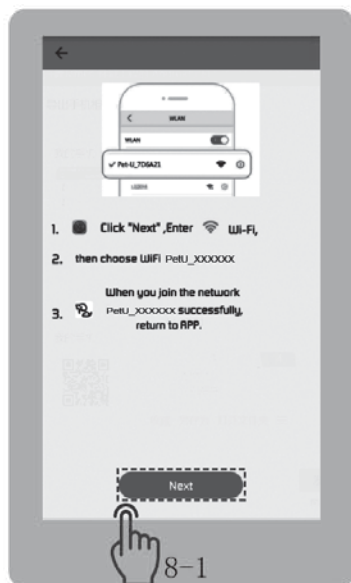 WLAN
WLAN
✓ Pet-U_7D6A21
1. Click "Next" ,Enter Wi-Fi,
2. then choose WiFi PetU_XXXXXX
When you join the network
3. PetU_XXXXXX successfully,
return to APP.
Next
8-1